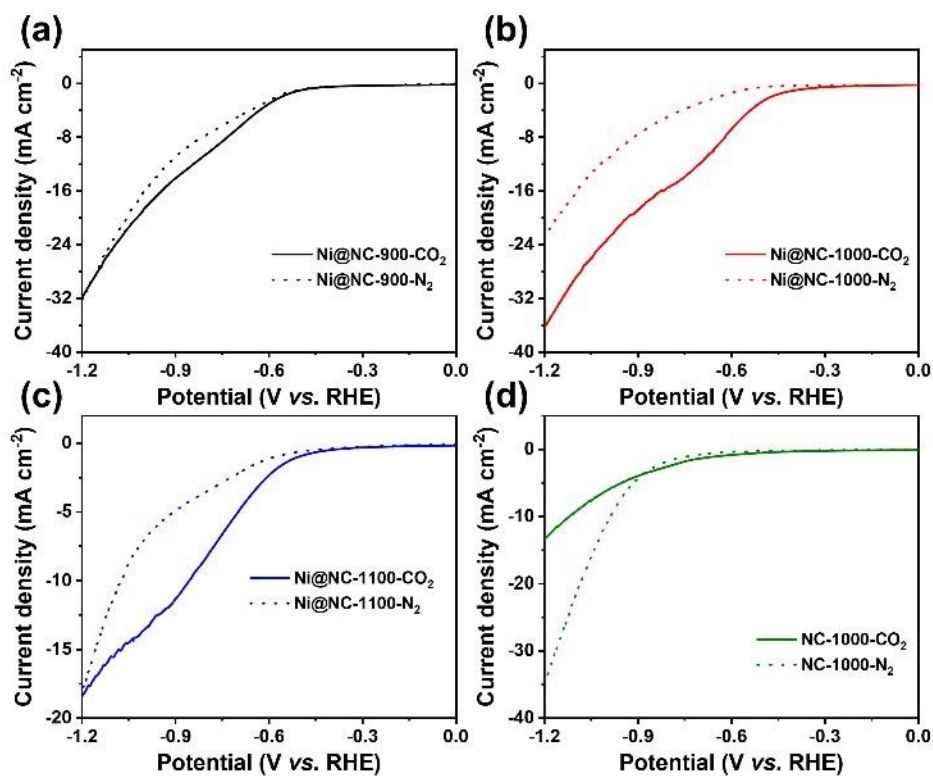 (a)
Current density (mA cm⁻²)
0
-8
-16
-24
-32
-40
Ni@NC-900-CO₂
Ni@NC-900-N₂
-1.2 -0.9 -0.6 -0.3 0.0
Potential (V vs. RHE)
(b)
Current density (mA cm⁻²)
0
-8
-16
-24
-32
-40
Ni@NC-1000-CO₂
Ni@NC-1000-N₂
-1.2 -0.9 -0.6 -0.3 0.0
Potential (V vs. RHE)
(c)
Current density (mA cm⁻²)
0
-5
-10
-15
-20
Ni@NC-1100-CO₂
Ni@NC-1100-N₂
-1.2 -0.9 -0.6 -0.3 0.0
Potential (V vs. RHE)
(d)
Current density (mA cm⁻²)
0
-10
-20
-30
-40
NC-1000-CO₂
NC-1000-N₂
-1.2 -0.9 -0.6 -0.3 0.0
Potential (V vs. RHE)